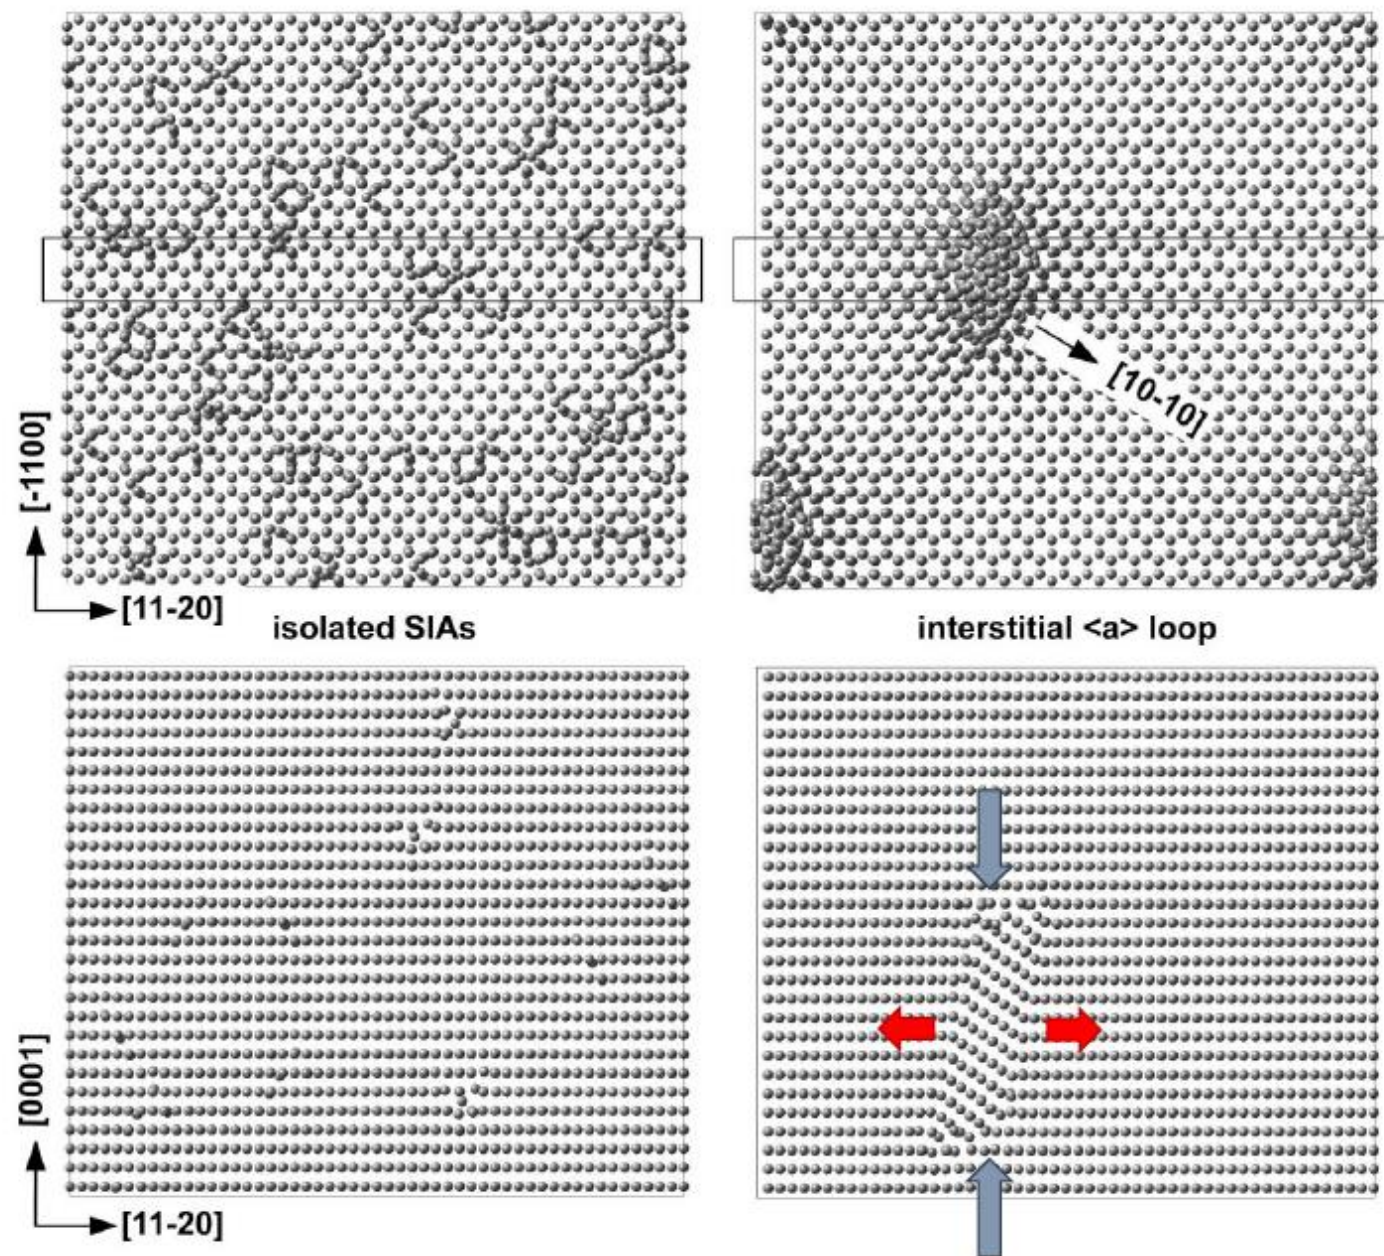 [10-10]
[-1100]
[11-20]
isolated SIAs
interstitial <a> loop
[0001]
[11-20]